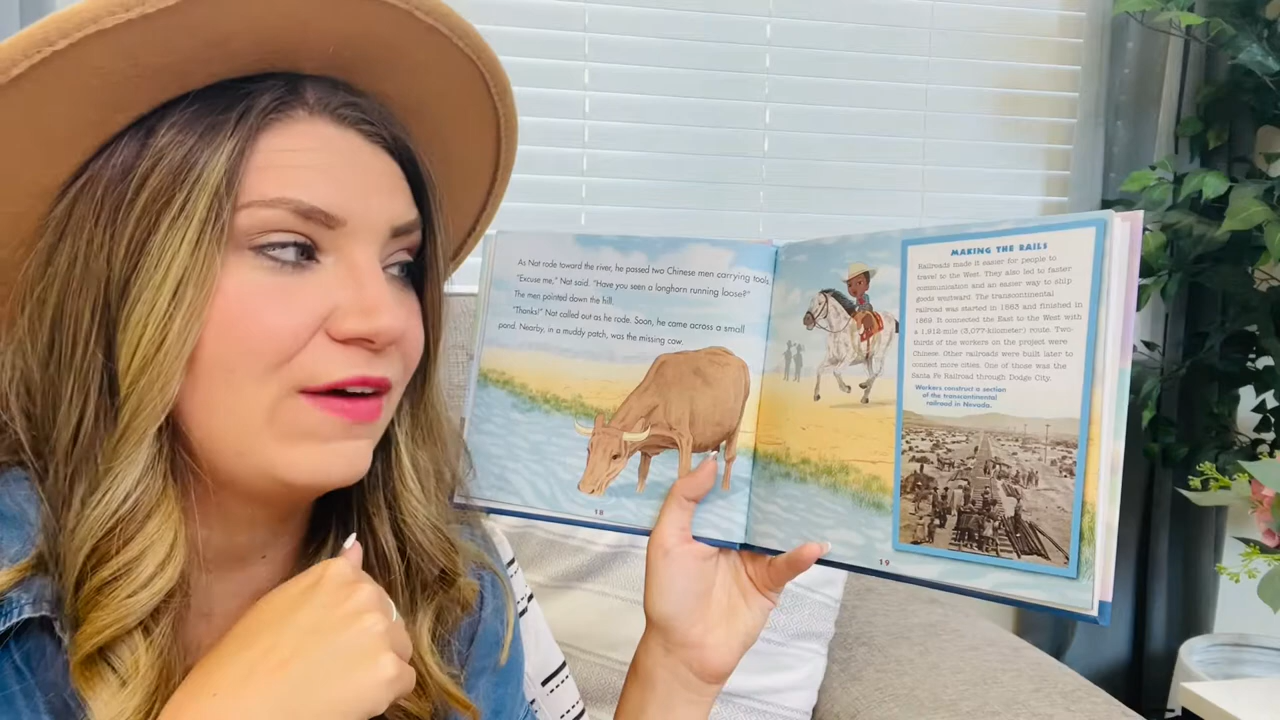 As Nat rode toward the river, he passed two Chinese men carrying tools.
"Excuse me," Nat said. "Have you seen a longhorn running loose?"
The men pointed down the hill.
"Thanks!" Nat called out as he rode. Soon, he came across a small
pond. Nearby, in a muddy patch, was the missing cow.
18
MAKING THE RAILS
Railroads made it easier for people to
travel to the West. They also led to faster
communication and an easier way to ship
goods westward. The transcontinental
railroad was started in 1863 and finished in
1869. It connected the East to the West with
a 1,912-mile (3,077-kilometer) route. Two-
thirds of the workers on the project were
Chinese. Other railroads were built later to
connect more cities. One of those was the
Santa Fe Railroad through Dodge City.
Workers construct a section
of the transcontinental
railroad in Nevada.
19